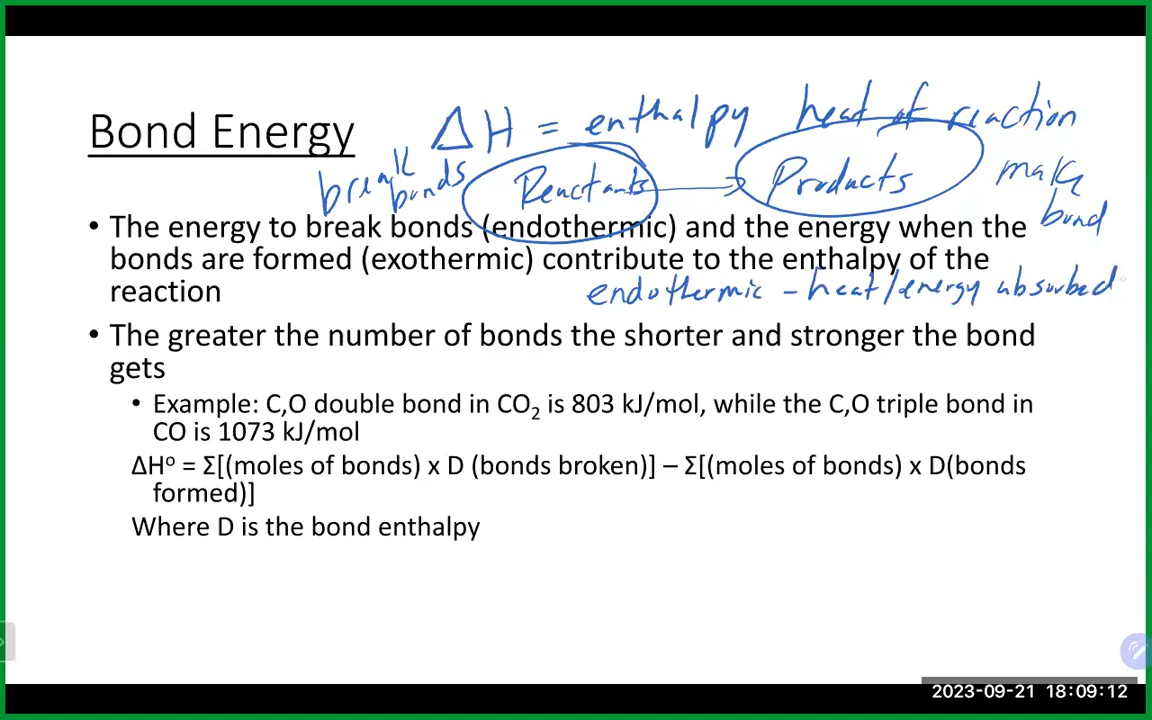 ΔH = enthalpy heat of reaction
Bond Energy
break bonds Reactants → Products make bond
• The energy to break bonds (endothermic) and the energy when the
bonds are formed (exothermic) contribute to the enthalpy of the
reaction
endothermic - heat/energy absorbed
• The greater the number of bonds the shorter and stronger the bond
gets
• Example: C,O double bond in CO₂ is 803 kJ/mol, while the C,O triple bond in
CO is 1073 kJ/mol
ΔHº = Σ[(moles of bonds) x D (bonds broken)] – Σ[(moles of bonds) x D(bonds
formed)]
Where D is the bond enthalpy
2023-09-21 18:09:12